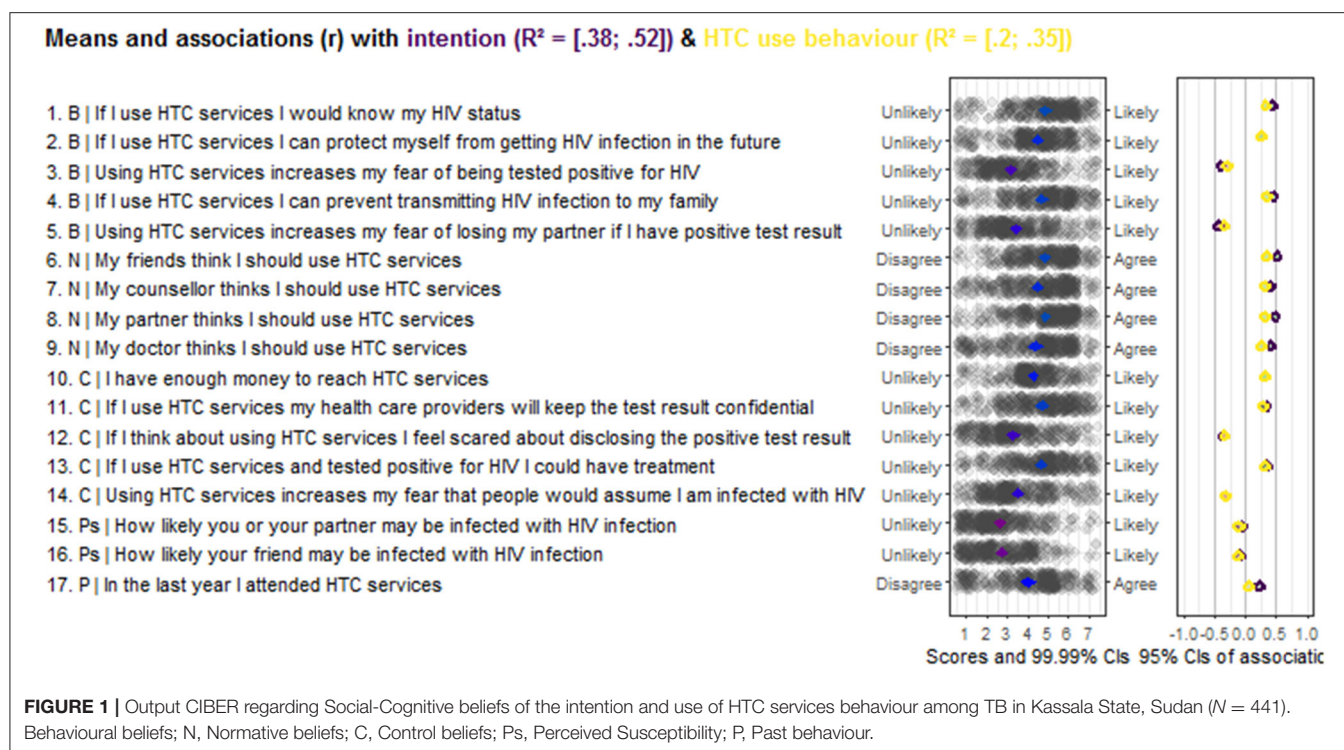 Means and associations (r) with intention (R² = [.38; .52]) & HTC use behaviour (R² = [.2; .35])
1. B | If I use HTC services I would know my HIV status Unlikely Likely
2. B | If I use HTC services I can protect myself from getting HIV infection in the future Unlikely Likely
3. B | Using HTC services increases my fear of being tested positive for HIV Unlikely Likely
4. B | If I use HTC services I can prevent transmitting HIV infection to my family Unlikely Likely
5. B | Using HTC services increases my fear of losing my partner if I have positive test result Unlikely Likely
6. N | My friends think I should use HTC services Disagree Agree
7. N | My counsellor thinks I should use HTC services Disagree Agree
8. N | My partner thinks I should use HTC services Disagree Agree
9. N | My doctor thinks I should use HTC services Disagree Agree
10. C | I have enough money to reach HTC services Unlikely Likely
11. C | If I use HTC services my health care providers will keep the test result confidential Unlikely Likely
12. C | If I think about using HTC services I feel scared about disclosing the positive test result Unlikely Likely
13. C | If I use HTC services and tested positive for HIV I could have treatment Unlikely Likely
14. C | Using HTC services increases my fear that people would assume I am infected with HIV Unlikely Likely
15. Ps | How likely you or your partner may be infected with HIV infection Unlikely Likely
16. Ps | How likely your friend may be infected with HIV infection Unlikely Likely
17. P | In the last year I attended HTC services Disagree Agree
1 2 3 4 5 6 7 -1.0 -0.5 0.0 0.5 1.0
Scores and 99.99% CIs 95% CIs of associatic
FIGURE 1 | Output CIBER regarding Social-Cognitive beliefs of the intention and use of HTC services behaviour among TB in Kassala State, Sudan (N = 441).
Behavioural beliefs; N, Normative beliefs; C, Control beliefs; Ps, Perceived Susceptibility; P, Past behaviour.